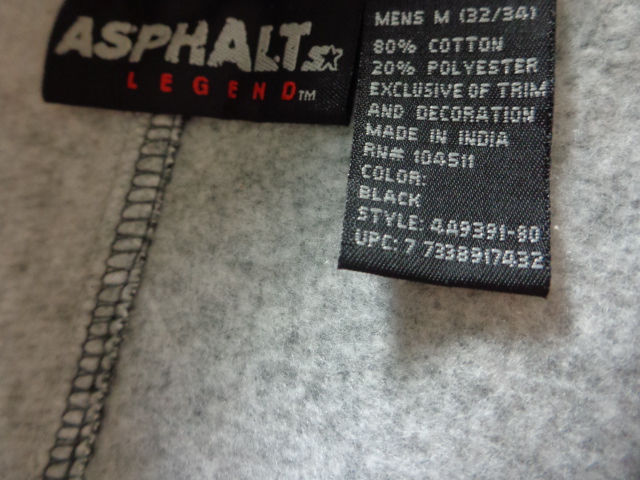 ASPHALTS
LEGEND™
MENS M (32/34)
80% COTTON
20% POLYESTER
EXCLUSIVE OF TRIM
AND DECORATION
MADE IN INDIA
RN# 104511
COLOR:
BLACK
STYLE: 4A9391-80
UPC: 7 7338917432